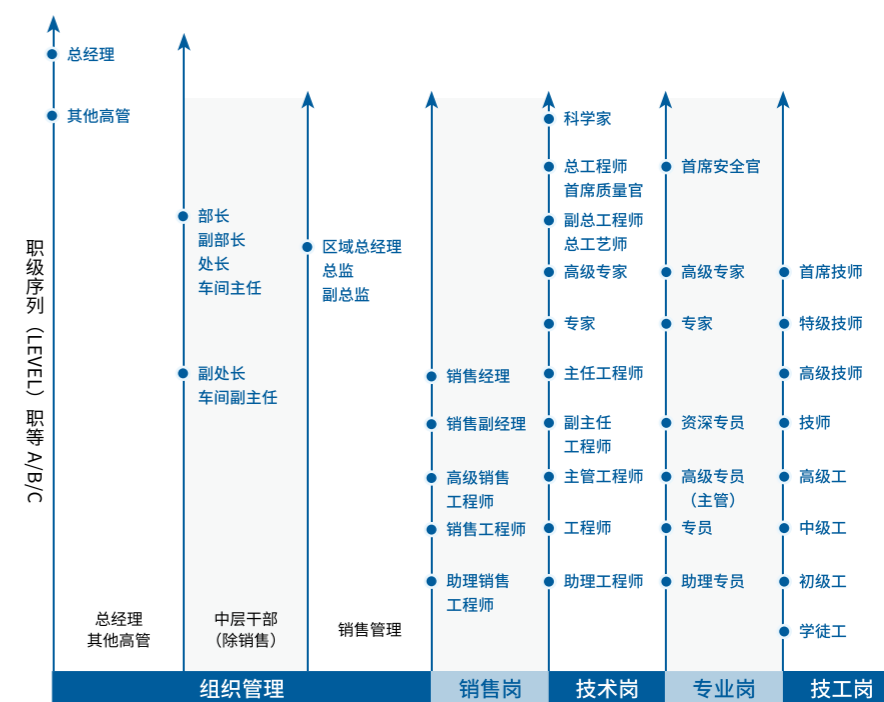 职级序列（LEVEL）职等 A/B/C
总经理
其他高管
总经理
其他高管
部长
副部长
处长
车间主任
副处长
车间副主任
中层干部
（除销售）
区域总经理
总监
副总监
销售管理
组织管理
销售经理
销售副经理
高级销售
工程师
销售工程师
助理销售
工程师
销售岗
科学家
总工程师
首席质量官
副总工程师
总工艺师
高级专家
专家
主任工程师
副主任
工程师
主管工程师
工程师
助理工程师
技术岗
首席安全官
高级专家
专家
资深专员
高级专员
（主管）
专员
助理专员
专业岗
首席技师
特级技师
高级技师
技师
高级工
中级工
初级工
学徒工
技工岗